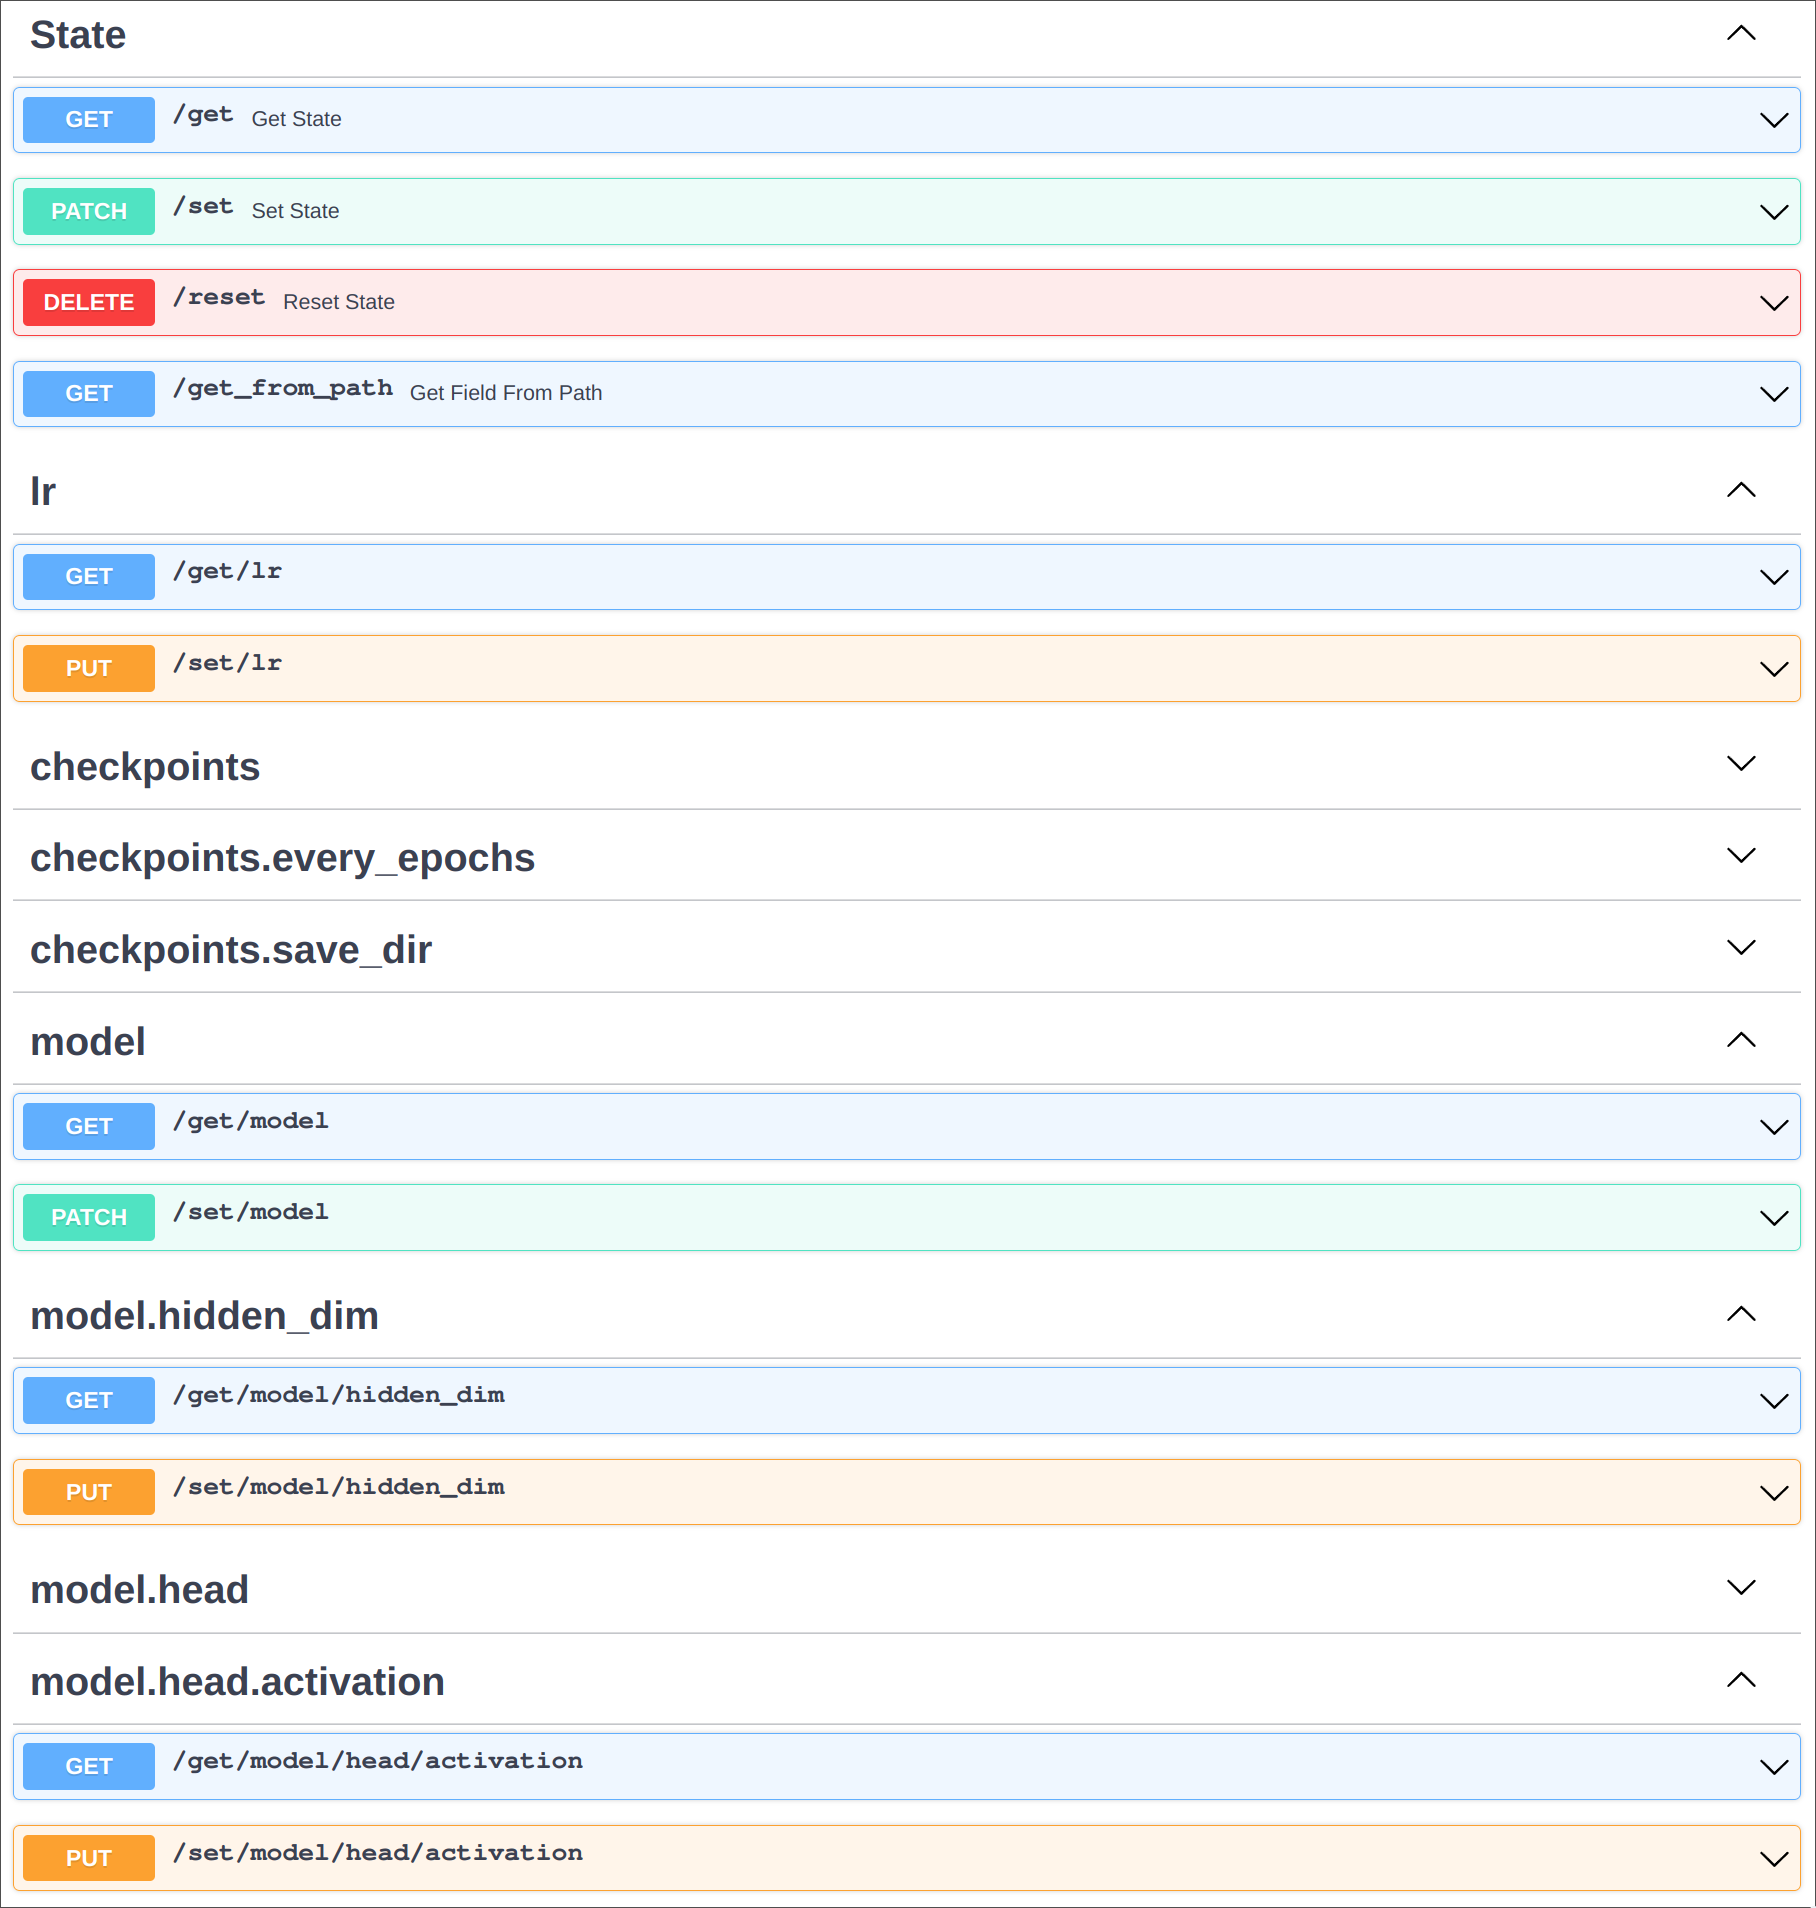 State
GET /get Get State
PATCH /set Set State
DELETE /reset Reset State
GET /get_from_path Get Field From Path
lr
GET /get/lr
PUT /set/lr
checkpoints
checkpoints.every_epochs
checkpoints.save_dir
model
GET /get/model
PATCH /set/model
model.hidden_dim
GET /get/model/hidden_dim
PUT /set/model/hidden_dim
model.head
model.head.activation
GET /get/model/head/activation
PUT /set/model/head/activation